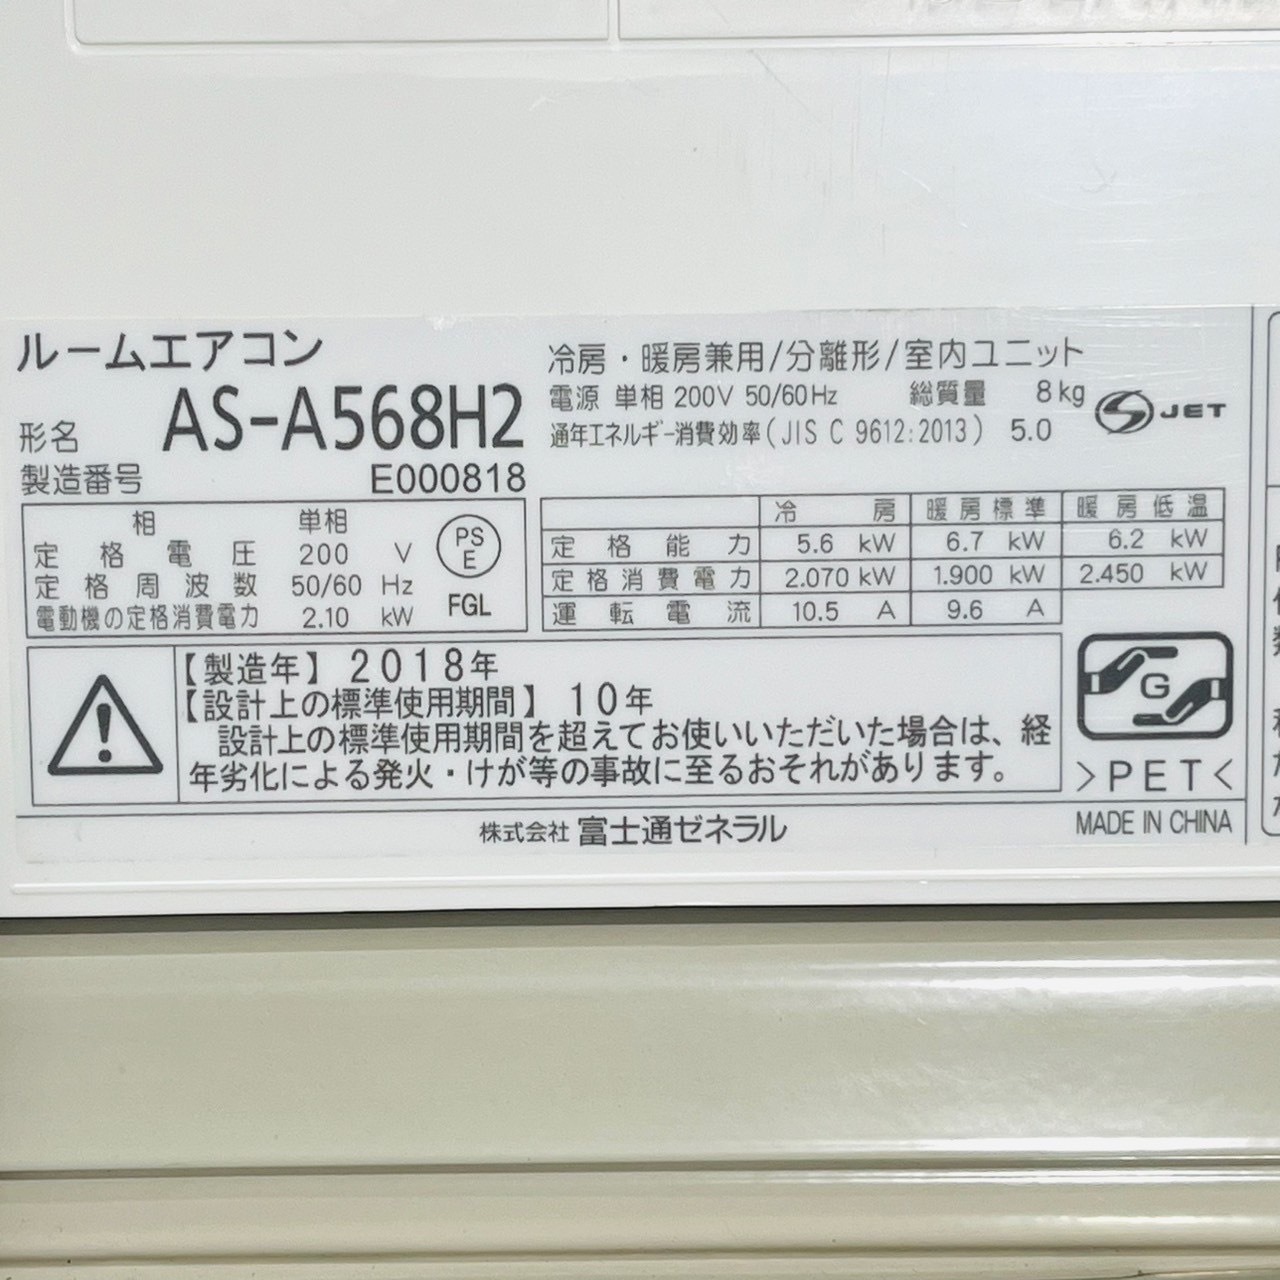 ルームエアコン
形名 AS-A568H2
製造番号 E000818
冷房・暖房兼用/分離形/室内ユニット
電源 単相 200V 50/60Hz 総質量 8kg
通年エネルギー消費効率(JIS C 9612:2013) 5.0
JET
相 単相
定格電圧 200 V
定格周波数 50/60 Hz
電動機の定格消費電力 2.10 kW
PS
E
FGL
冷房 暖房標準 暖房低温
定格能力 5.6 kW 6.7 kW 6.2 kW
定格消費電力 2.070 kW 1.900 kW 2.450 kW
運転電流 10.5 A 9.6 A
【製造年】 2018年
【設計上の標準使用期間】 10年
設計上の標準使用期間を超えてお使いいただいた場合は、経
年劣化による発火・けが等の事故に至るおそれがあります。
G
>PET<
株式会社 富士通ゼネラル
MADE IN CHINA